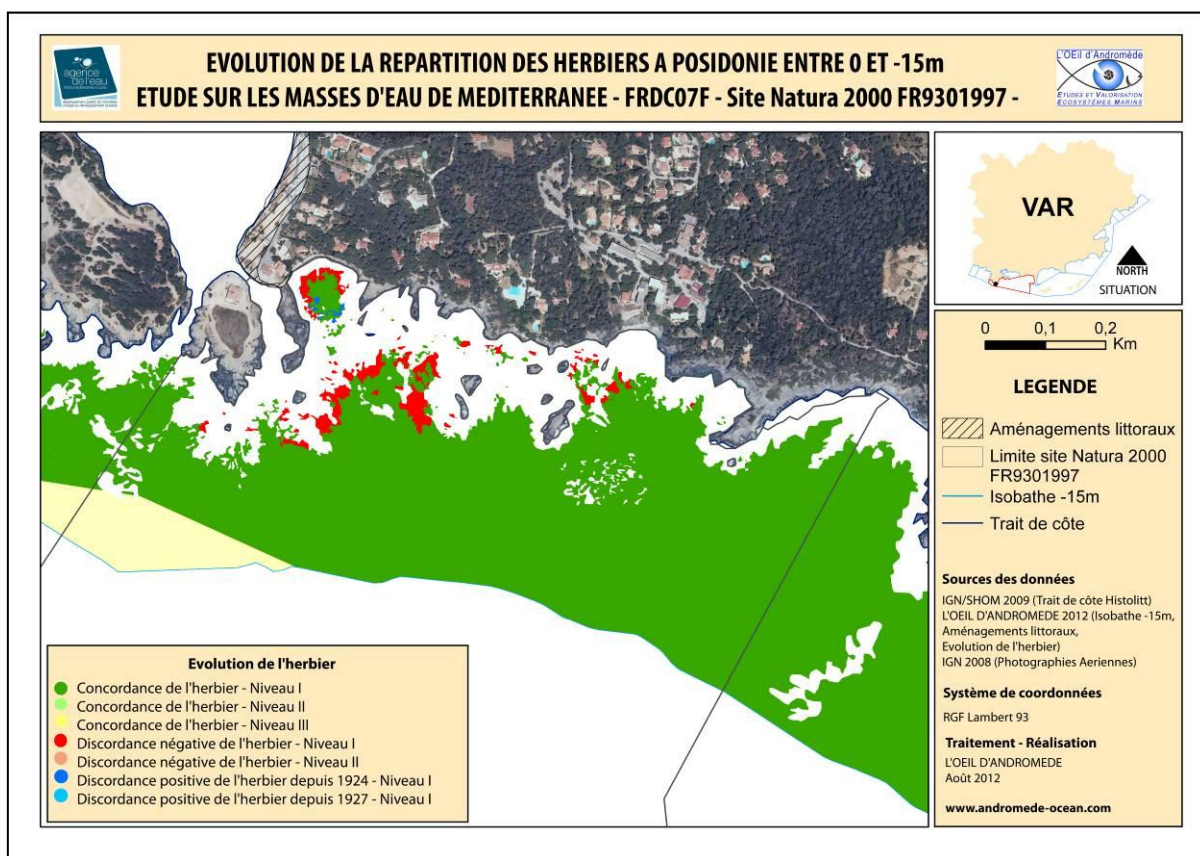 EVOLUTION DE LA REPARTITION DES HERBIERS A POSIDONIE ENTRE 0 ET -15m
ETUDE SUR LES MASSES D'EAU DE MEDITERRANEE - FRDC07F - Site Natura 2000 FR9301997 -
agence
de l'eau
L'OEil d'Andromède
ETUDES ET VALORISATION
ECOSYSTÈMES MARINS
VAR
NORTH
SITUATION
0 0,1 0,2
Km
LEGENDE
Aménagements littoraux
Limite site Natura 2000
FR9301997
Isobathe -15m
Trait de côte
Sources des données
IGN/SHOM 2009 (Trait de côte Histolitt)
L'OEIL D'ANDROMEDE 2012 (Isobathe -15m,
Aménagements littoraux,
Evolution de l'herbier)
IGN 2008 (Photographies Aeriennes)
Système de coordonnées
RGF Lambert 93
Traitement - Réalisation
L'OEIL D'ANDROMEDE
Août 2012
www.andromede-ocean.com
Evolution de l'herbier
Concordance de l'herbier - Niveau I
Concordance de l'herbier - Niveau II
Concordance de l'herbier - Niveau III
Discordance négative de l'herbier - Niveau I
Discordance négative de l'herbier - Niveau II
Discordance positive de l'herbier depuis 1924 - Niveau I
Discordance positive de l'herbier depuis 1927 - Niveau I